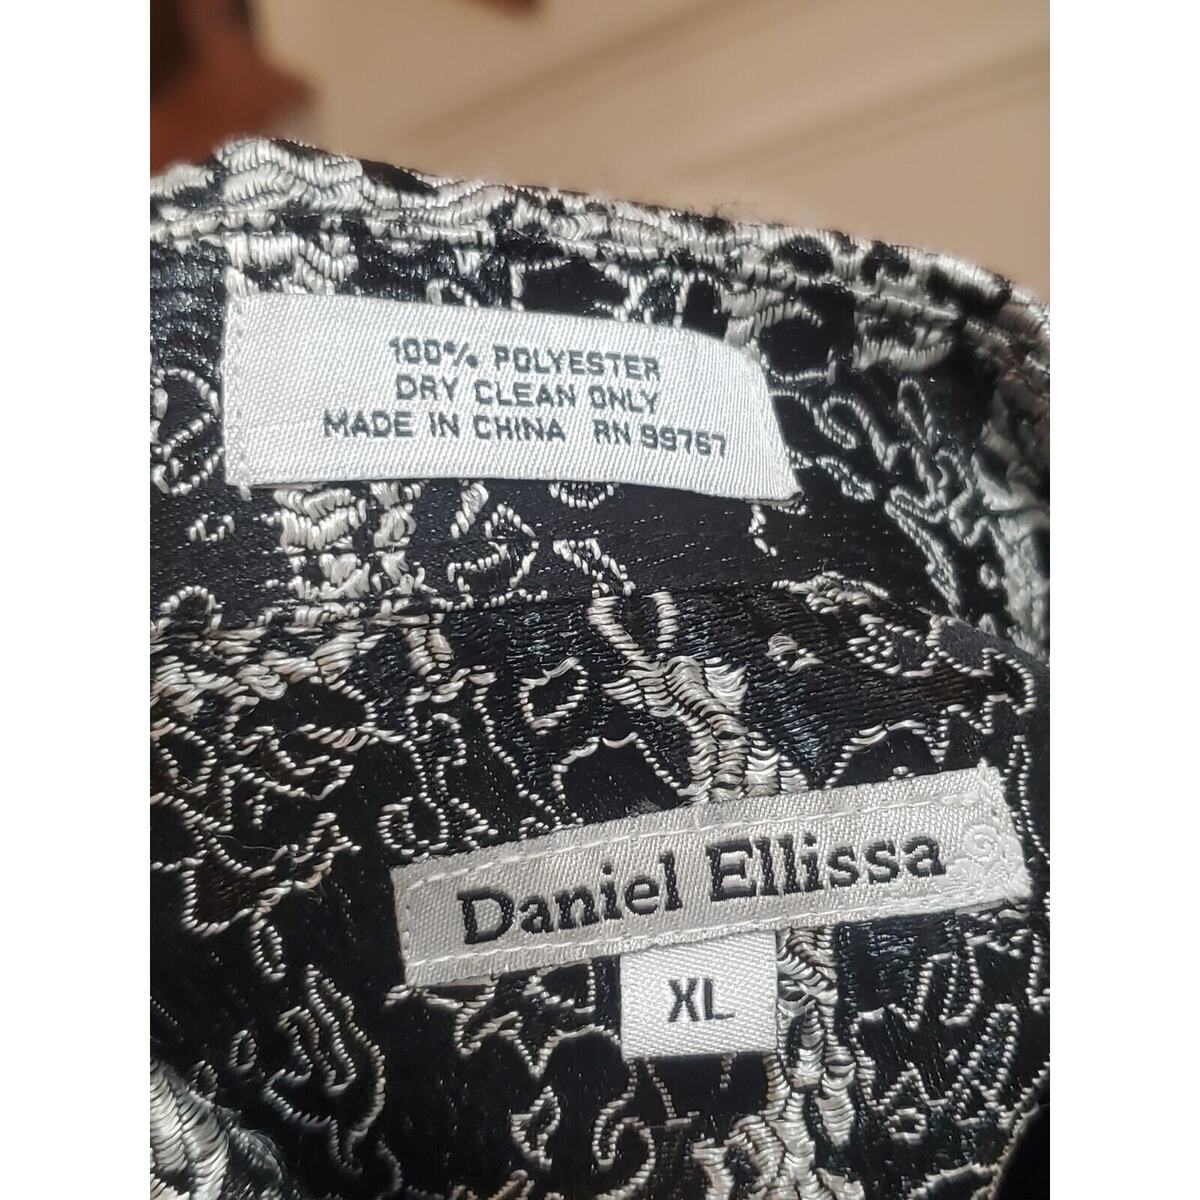 100% POLYESTER
DRY CLEAN ONLY
MADE IN CHINA RN 99767
Daniel Ellissa
XL